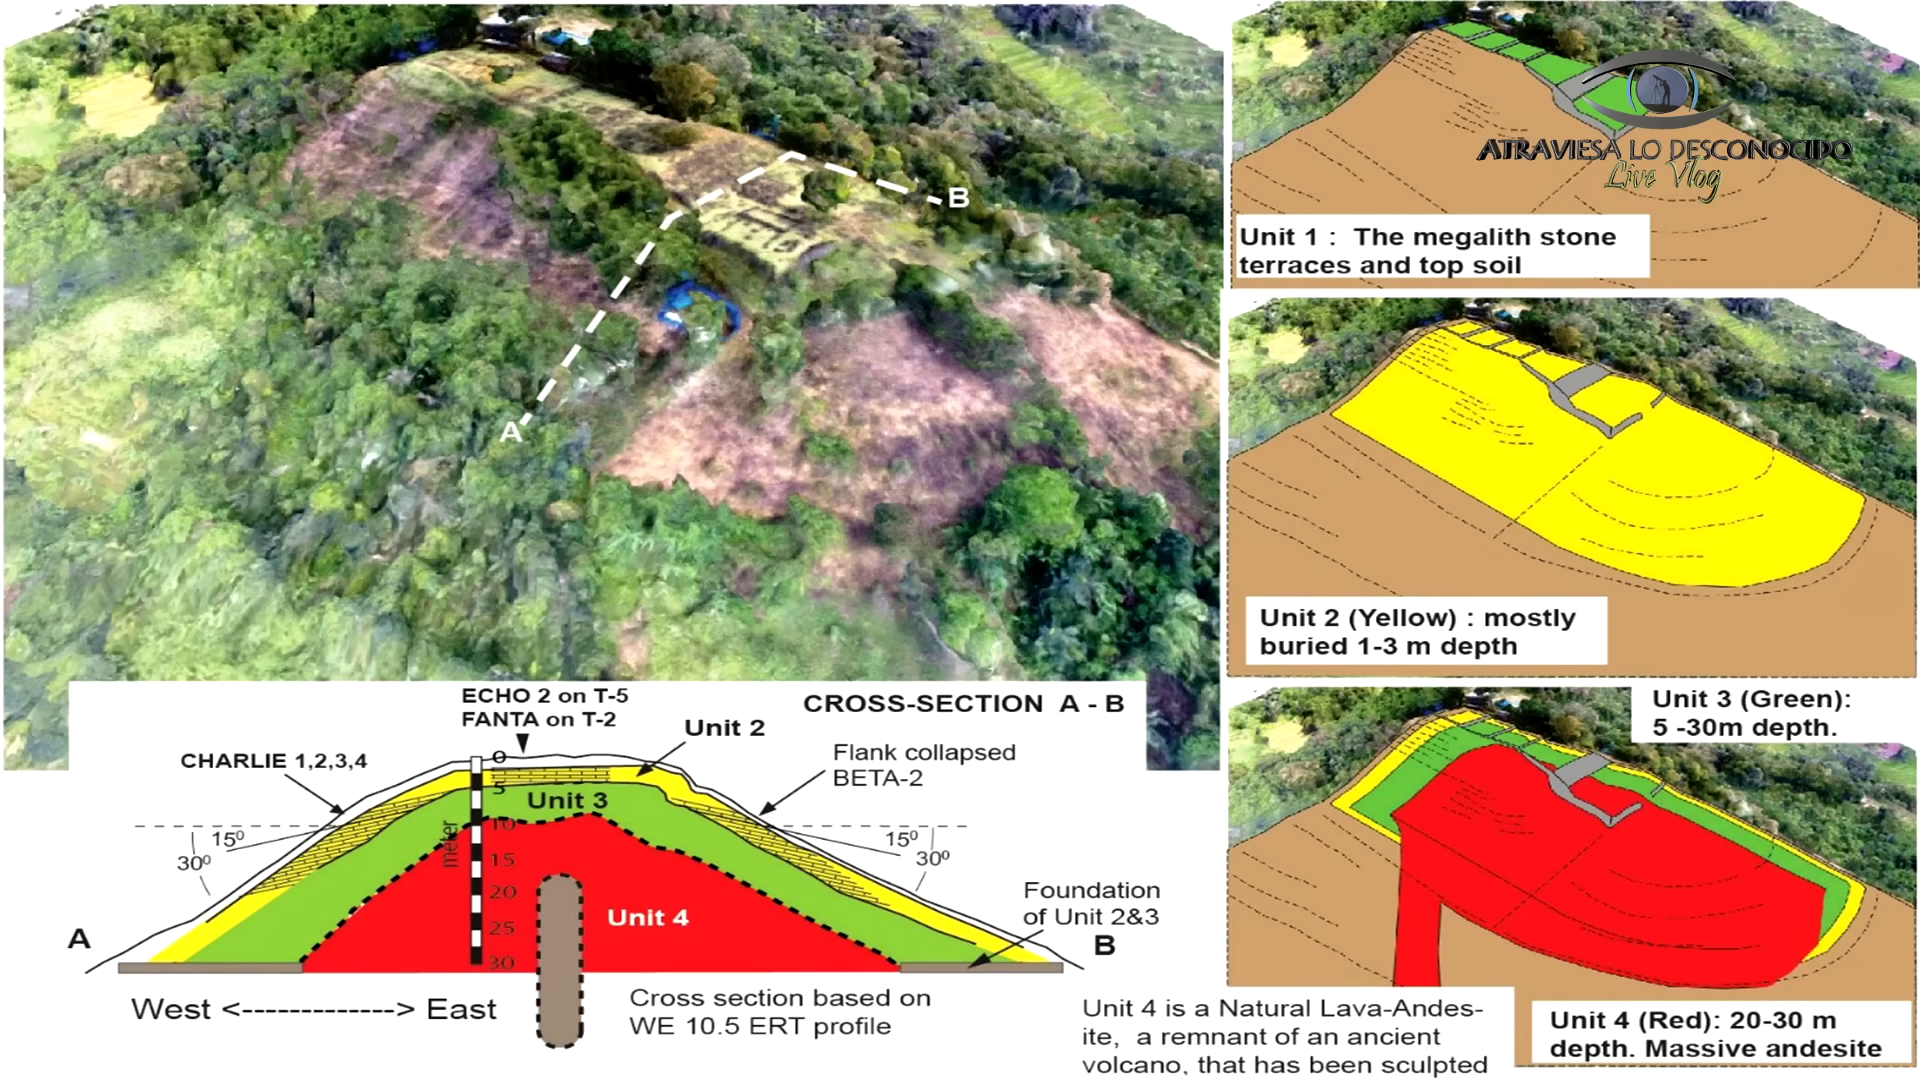 B
A
ATRAVIESA LO DESCONOCIDO
Live Vlog
Unit 1 : The megalith stone
terraces and top soil
Unit 2 (Yellow) : mostly
buried 1-3 m depth
Unit 3 (Green):
5 -30m depth.
Unit 4 (Red): 20-30 m
depth. Massive andesite
ECHO 2 on T-5
FANTA on T-2
CROSS-SECTION A - B
Unit 2
CHARLIE 1,2,3,4
Flank collapsed
BETA-2
0
5
10
15
20
25
30
meter
Unit 3
15⁰
30⁰
15⁰
30⁰
Unit 4
Foundation
of Unit 2&3
A
B
West <-------------> East
Cross section based on
WE 10.5 ERT profile
Unit 4 is a Natural Lava-Andes-
ite, a remnant of an ancient
volcano, that has been sculpted